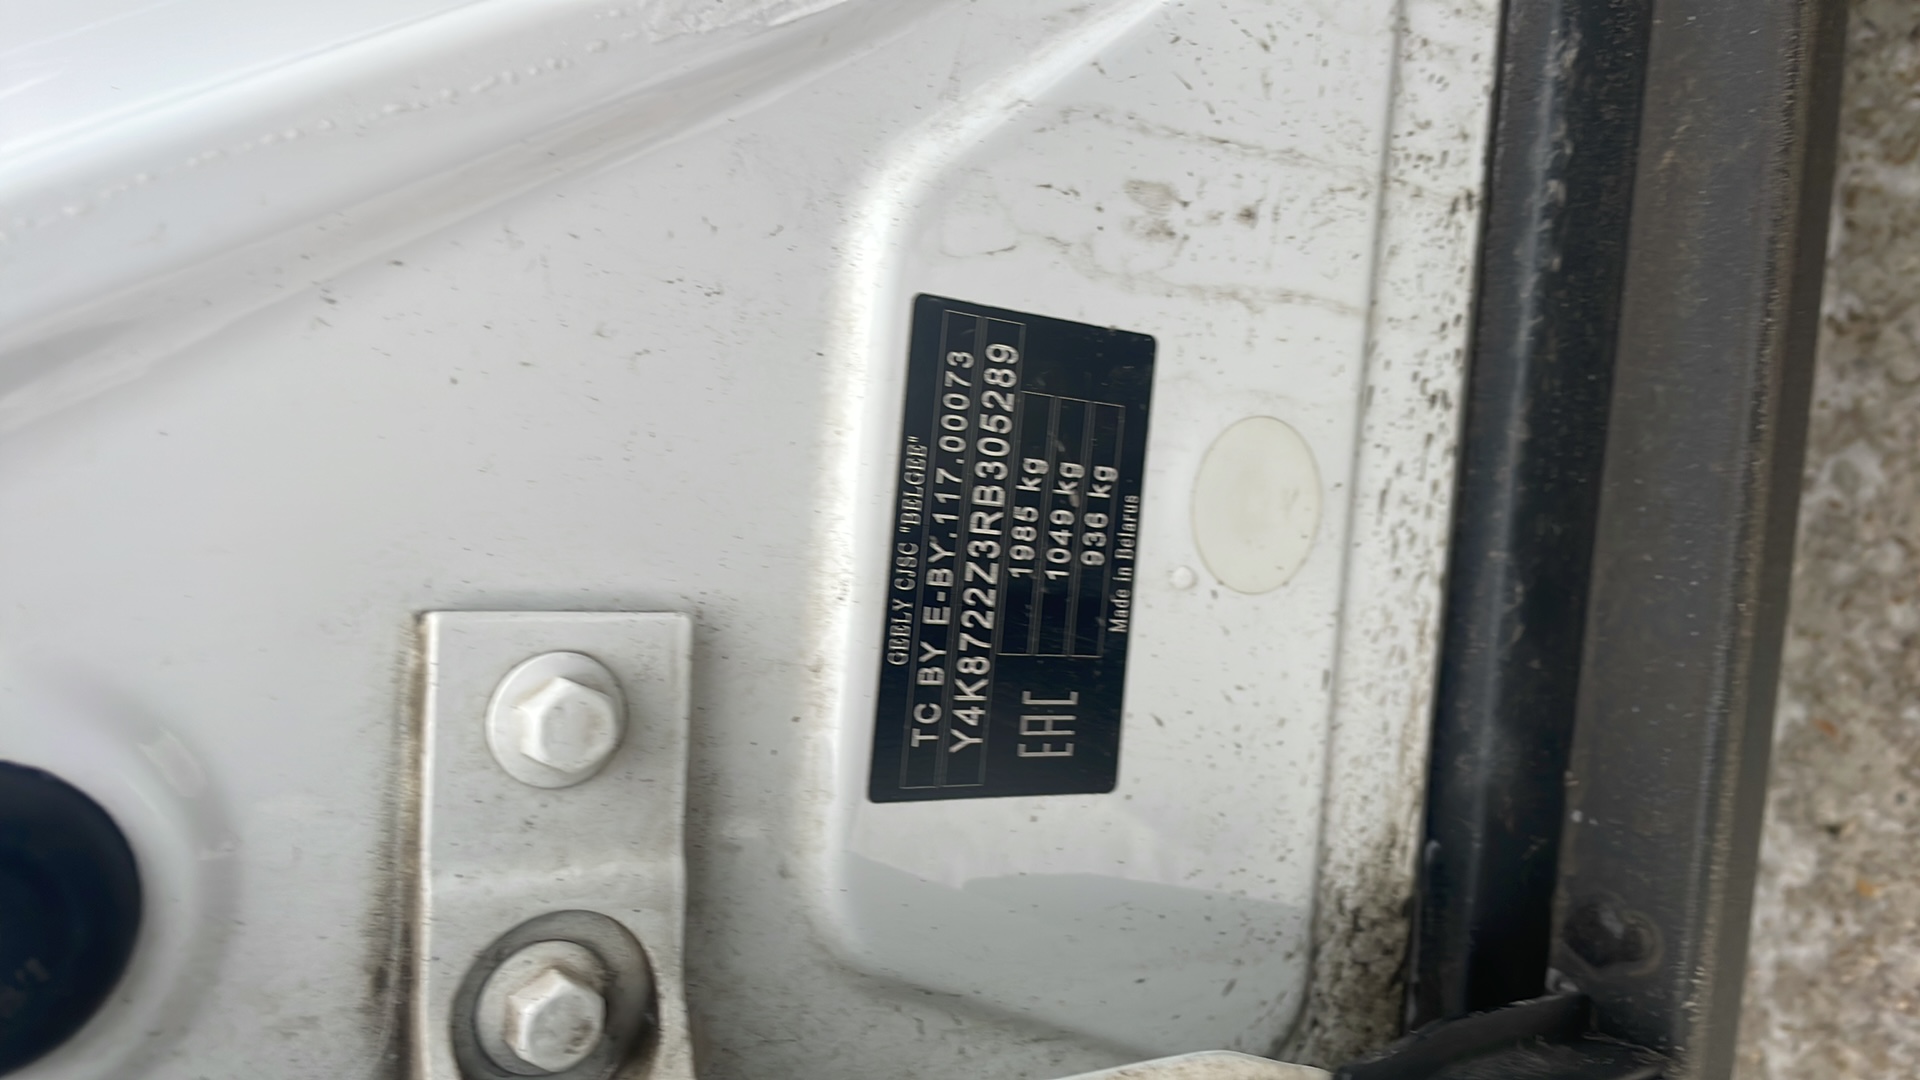 GEELY CJSC "BELGEE"
TC BY E-BY.117.00073
Y4K8722Z3RB305289
1985 kg
1049 kg
936 kg
EAC
Made in Belarus